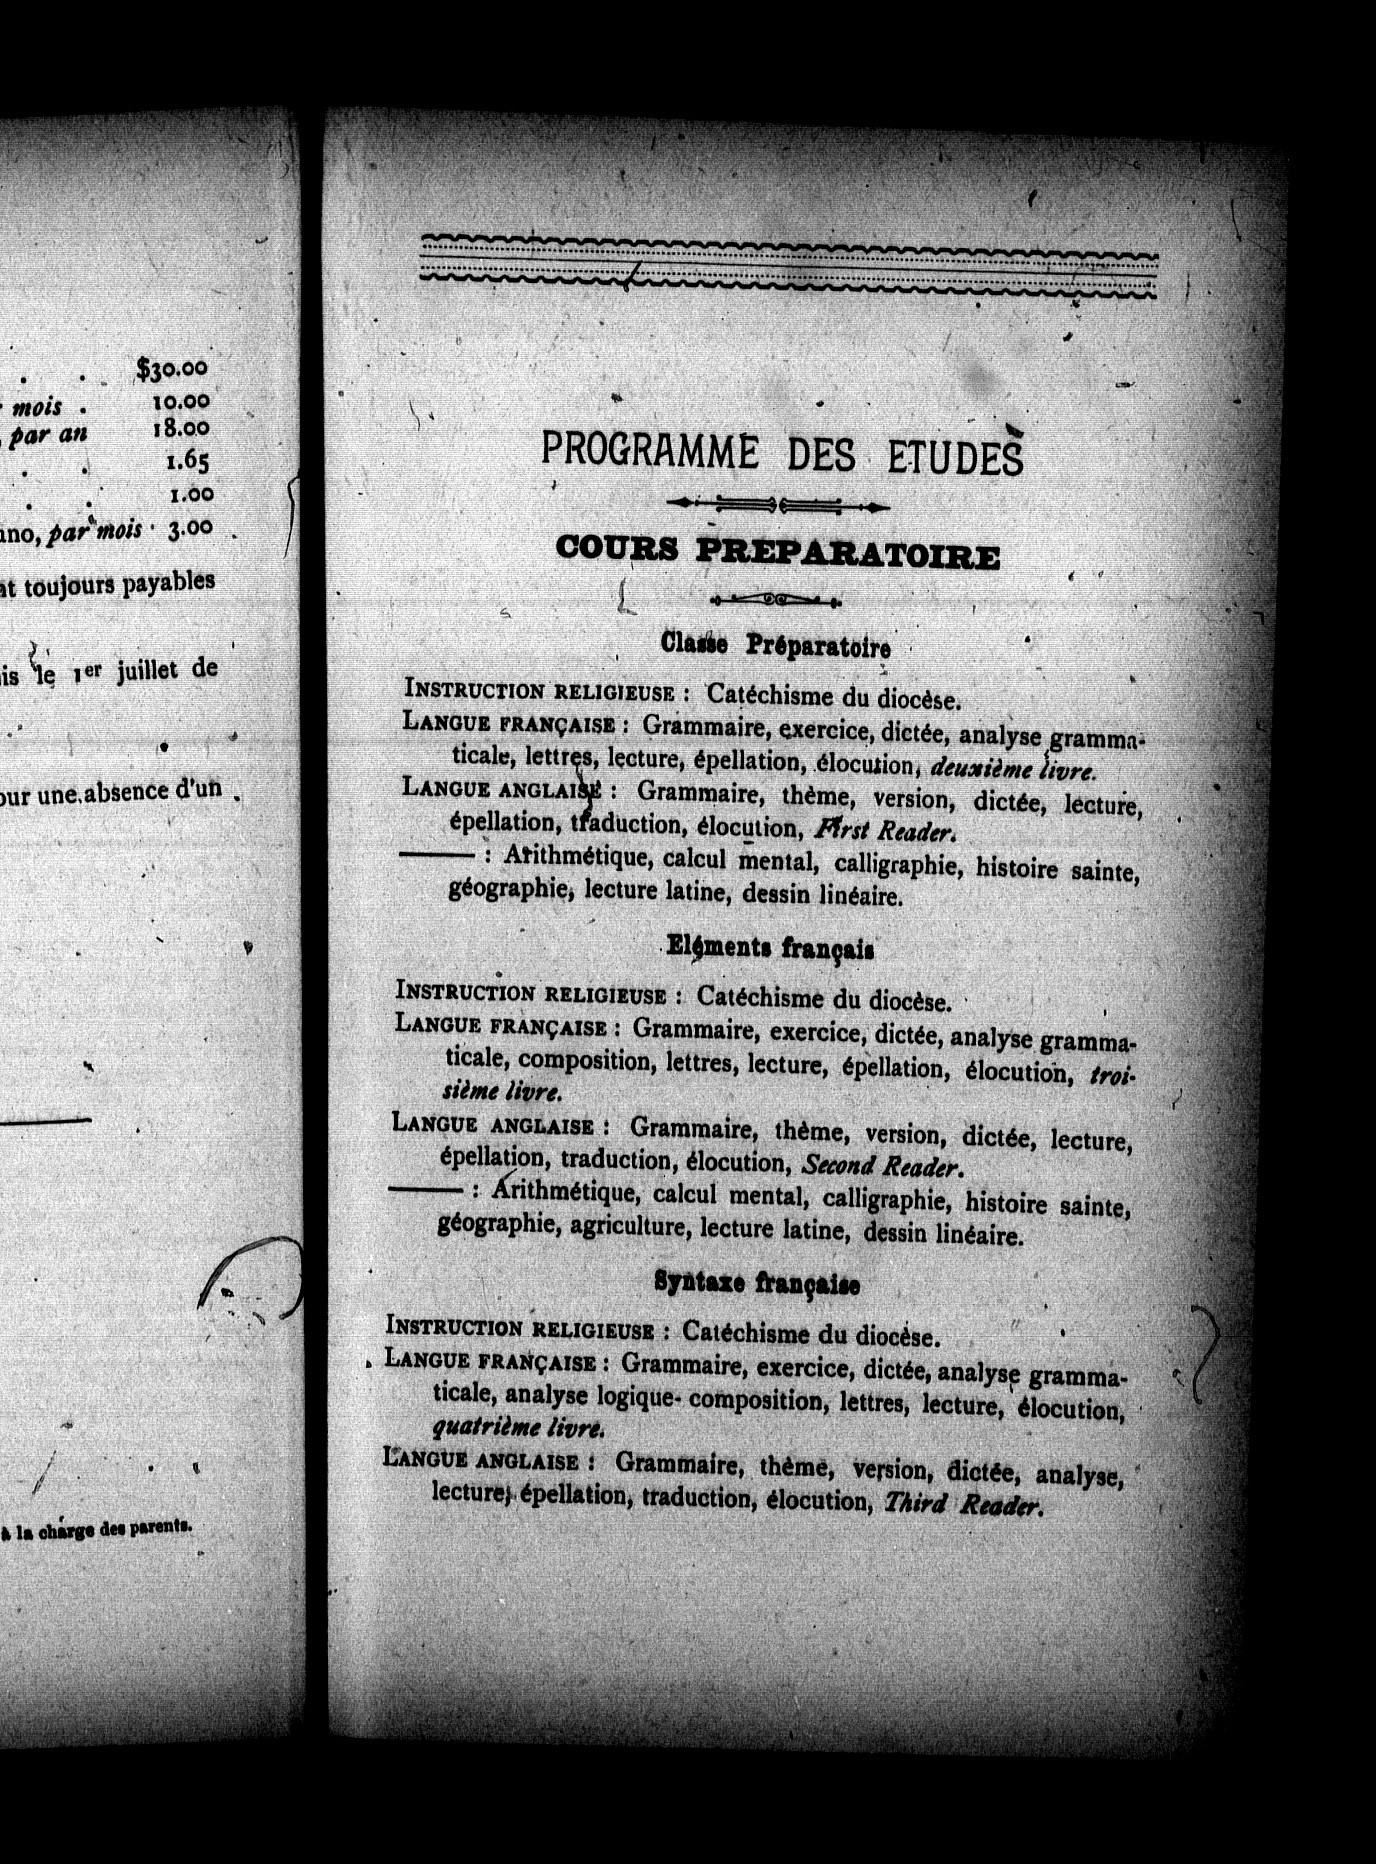 $30.00
mois . 10.00
par an 18.00
1.65
1.00
par mois 3.00
toujours payables
le 1er juillet de
une absence d'un
à la charge des parents.
PROGRAMME DES ETUDES
COURS PREPARATOIRE
Classe Préparatoire
INSTRUCTION RELIGIEUSE : Catéchisme du diocèse.
LANGUE FRANÇAISE : Grammaire, exercice, dictée, analyse gramma-
ticale, lettres, lecture, épellation, élocution, deuxième livre.
LANGUE ANGLAISE : Grammaire, thème, version, dictée, lecture,
épellation, traduction, élocution, First Reader.
——— : Arithmétique, calcul mental, calligraphie, histoire sainte,
géographie, lecture latine, dessin linéaire.
Eléments français
INSTRUCTION RELIGIEUSE : Catéchisme du diocèse.
LANGUE FRANÇAISE : Grammaire, exercice, dictée, analyse gramma-
ticale, composition, lettres, lecture, épellation, élocution, troi-
sième livre.
LANGUE ANGLAISE : Grammaire, thème, version, dictée, lecture,
épellation, traduction, élocution, Second Reader.
——— : Arithmétique, calcul mental, calligraphie, histoire sainte,
géographie, agriculture, lecture latine, dessin linéaire.
Syntaxe française
INSTRUCTION RELIGIEUSE : Catéchisme du diocèse.
LANGUE FRANÇAISE : Grammaire, exercice, dictée, analyse gramma-
ticale, analyse logique- composition, lettres, lecture, élocution,
quatrième livre.
LANGUE ANGLAISE : Grammaire, thème, version, dictée, analyse,
lecture, épellation, traduction, élocution, Third Reader.